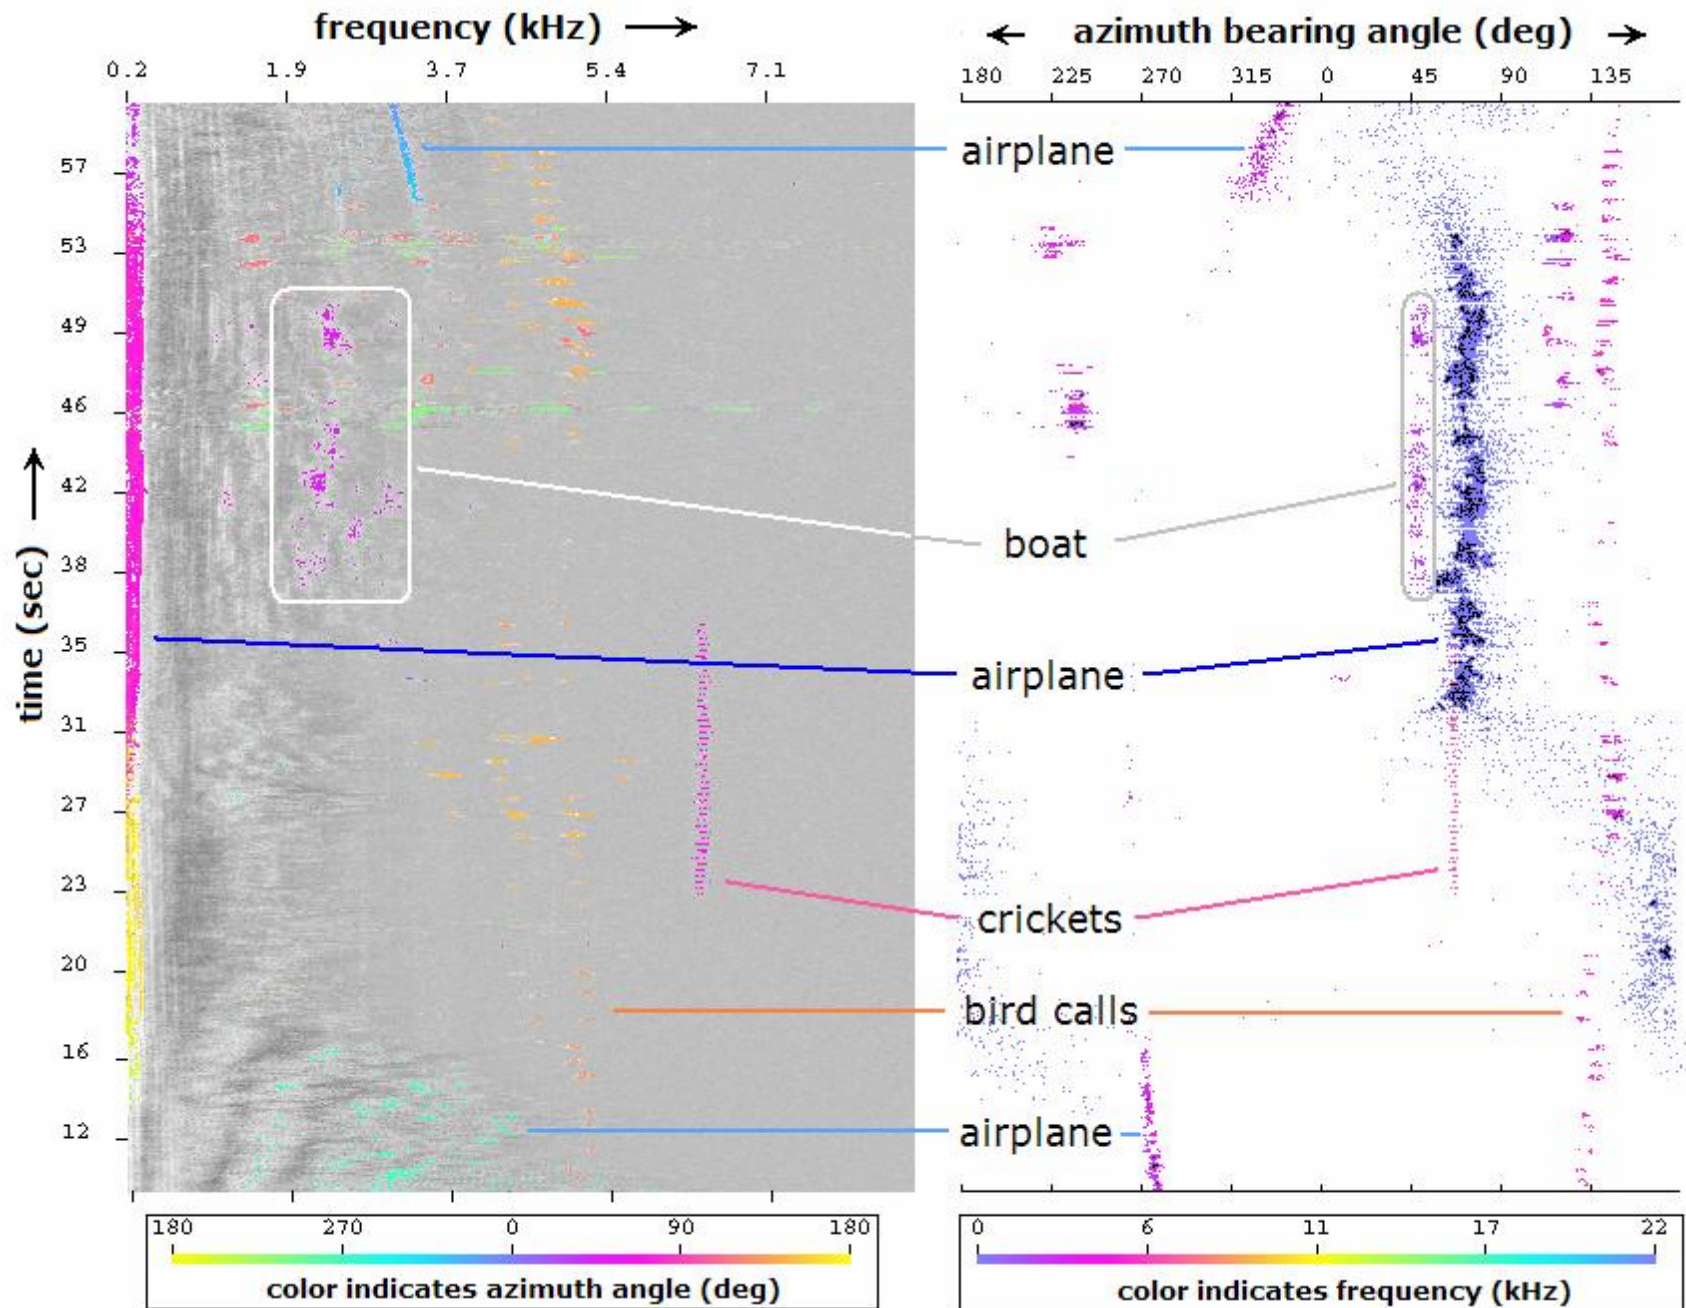 frequency (kHz)
0.2 1.9 3.7 5.4 7.1
azimuth bearing angle (deg)
180 225 270 315 0 45 90 135
time (sec)
57
53
49
46
42
38
35
31
27
23
20
16
12
airplane
boat
airplane
crickets
bird calls
airplane
180 270 0 90 180
color indicates azimuth angle (deg)
0 6 11 17 22
color indicates frequency (kHz)